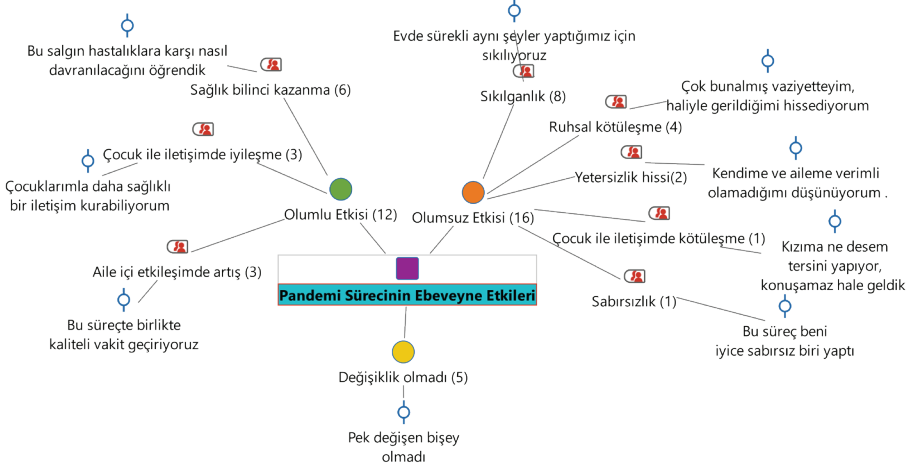 Evde sürekli aynı şeyler yaptığımız için
sıkılıyoruz
Bu salgın hastalıklara karşı nasıl
davranılacağını öğrendik
Sağlık bilinci kazanma (6)
Sıkılganlık (8)
Çok bunalmış vaziyetteyim,
haliyle gerildiğimi hissediyorum
Ruhsal kötüleşme (4)
Çocuk ile iletişimde iyileşme (3)
Yetersizlik hissi(2)
Kendime ve aileme verimli
olamadığımı düşünüyorum .
Çocuklarımla daha sağlıklı
bir iletişim kurabiliyorum
Olumlu Etkisi (12)
Olumsuz Etkisi (16)
Çocuk ile iletişimde kötüleşme (1)
Kızıma ne desem
tersini yapıyor,
konuşamaz hale geldik
Aile içi etkileşimde artış (3)
Pandemi Sürecinin Ebeveyne Etkileri
Sabırsızlık (1)
Bu süreçte birlikte
kaliteli vakit geçiriyoruz
Bu süreç beni
iyice sabırsız biri yaptı
Değişiklik olmadı (5)
Pek değişen bişey
olmadı